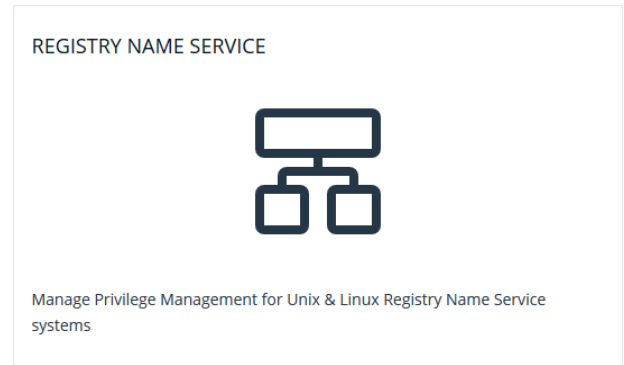 REGISTRY NAME SERVICE
Manage Privilege Management for Unix & Linux Registry Name Service
systems